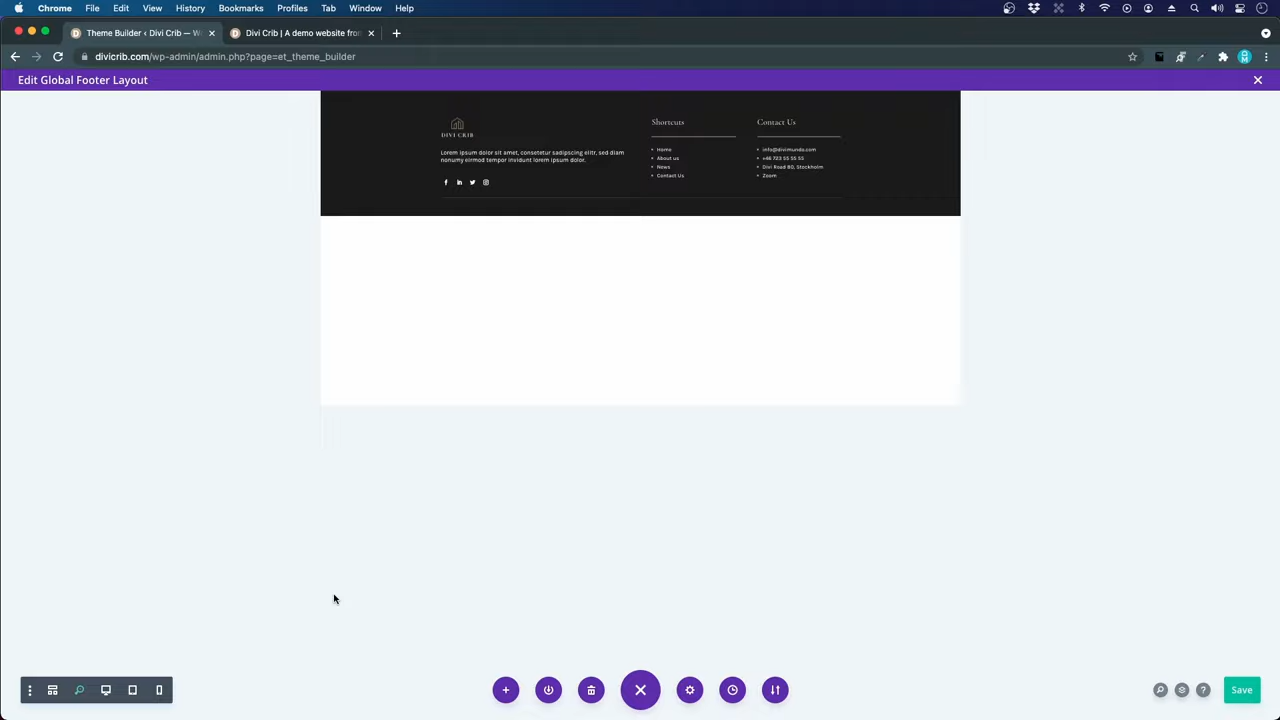 Chrome File Edit View History Bookmarks Profiles Tab Window Help
Theme Builder ‹ Divi Crib — W
Divi Crib | A demo website from
divicrib.com/wp-admin/admin.php?page=et_theme_builder
Edit Global Footer Layout
DIVI CRIB
Lorem ipsum dolor sit amet, consetetur sadipscing elitr, sed diam
nonumy eirmod tempor invidunt lorem ipsum dolor.
Shortcuts
Home
About us
News
Contact Us
Contact Us
info@divimundo.com
+46 723 55 55 55
Divi Road 80, Stockholm
Zoom
Save